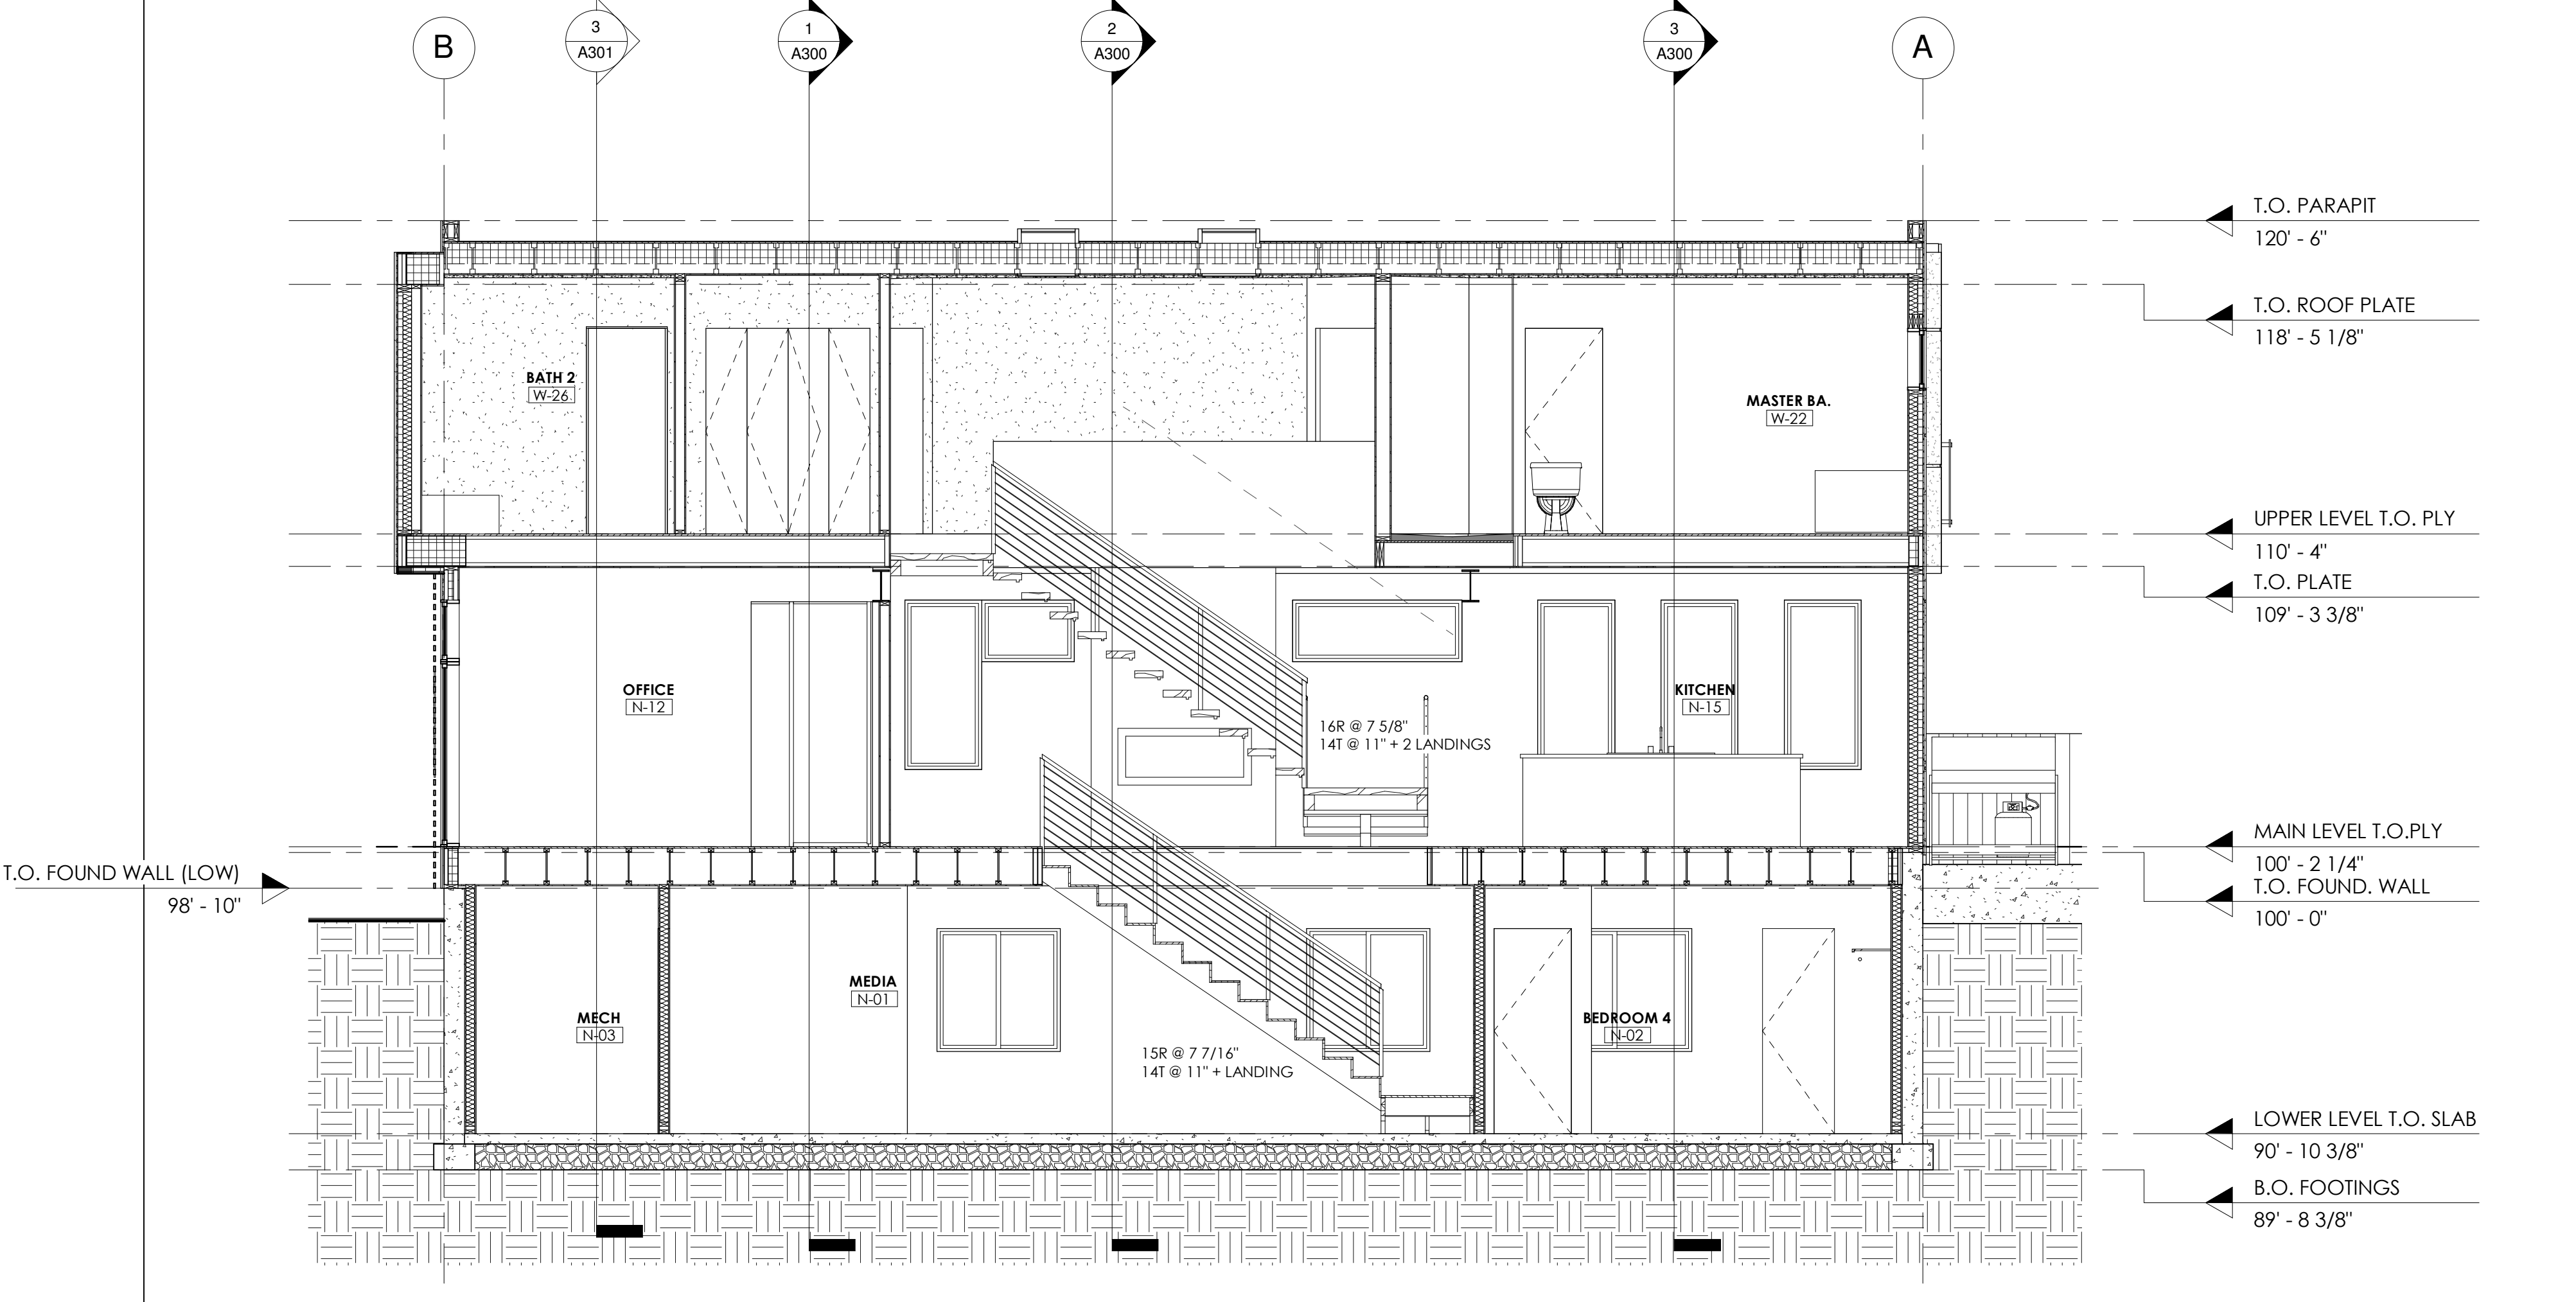 B
3
A301
1
A300
2
A300
3
A300
A
T.O. PARAPIT
120' - 6"
T.O. ROOF PLATE
118' - 5 1/8"
BATH 2
W-26
MASTER BA.
W-22
UPPER LEVEL T.O. PLY
110' - 4"
T.O. PLATE
109' - 3 3/8"
OFFICE
N-12
KITCHEN
N-15
16R @ 7 5/8"
14T @ 11" + 2 LANDINGS
MAIN LEVEL T.O.PLY
100' - 2 1/4"
T.O. FOUND WALL (LOW)
98' - 10"
T.O. FOUND. WALL
100' - 0"
MEDIA
N-01
MECH
N-03
BEDROOM 4
N-02
15R @ 7 7/16"
14T @ 11" + LANDING
LOWER LEVEL T.O. SLAB
90' - 10 3/8"
B.O. FOOTINGS
89' - 8 3/8"